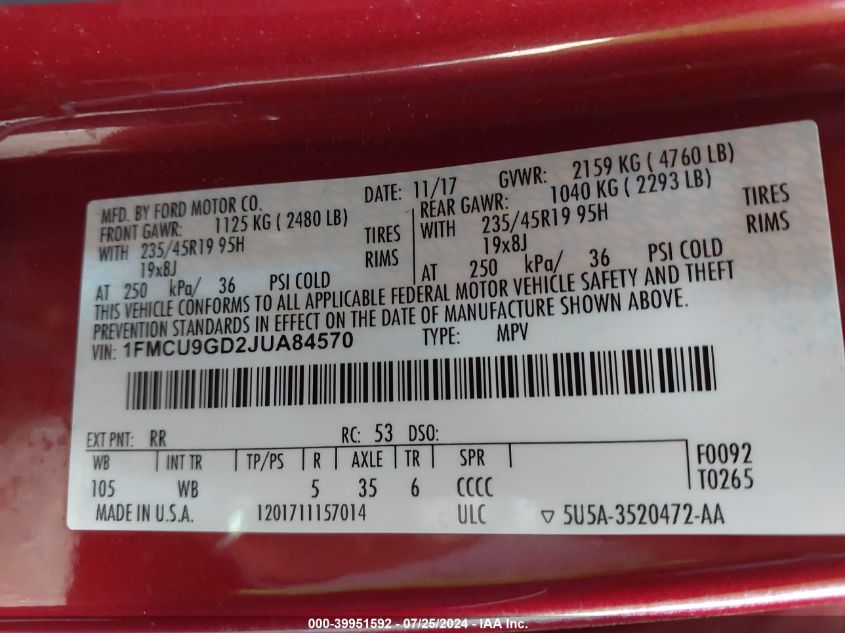 MFD. BY FORD MOTOR CO. DATE: 11/17 GVWR: 2159 KG ( 4760 LB)
FRONT GAWR: 1125 KG ( 2480 LB) REAR GAWR: 1040 KG ( 2293 LB)
WITH 235/45R19 95H TIRES WITH 235/45R19 95H TIRES
19x8J RIMS 19x8J RIMS
AT 250 kPa/ 36 PSI COLD AT 250 kPa/ 36 PSI COLD
THIS VEHICLE CONFORMS TO ALL APPLICABLE FEDERAL MOTOR VEHICLE SAFETY AND THEFT
PREVENTION STANDARDS IN EFFECT ON THE DATE OF MANUFACTURE SHOWN ABOVE.
VIN: 1FMCU9GD2JUA84570 TYPE: MPV
EXT PNT: RR RC: 53 DSO:
WB INT TR TP/PS R AXLE TR SPR F0092
105 WB 5 35 6 CCCC T0265
MADE IN U.S.A. 1201711157014 ULC ▽ 5U5A-3520472-AA
000-39951592 - 07/25/2024 - © IAA Inc.